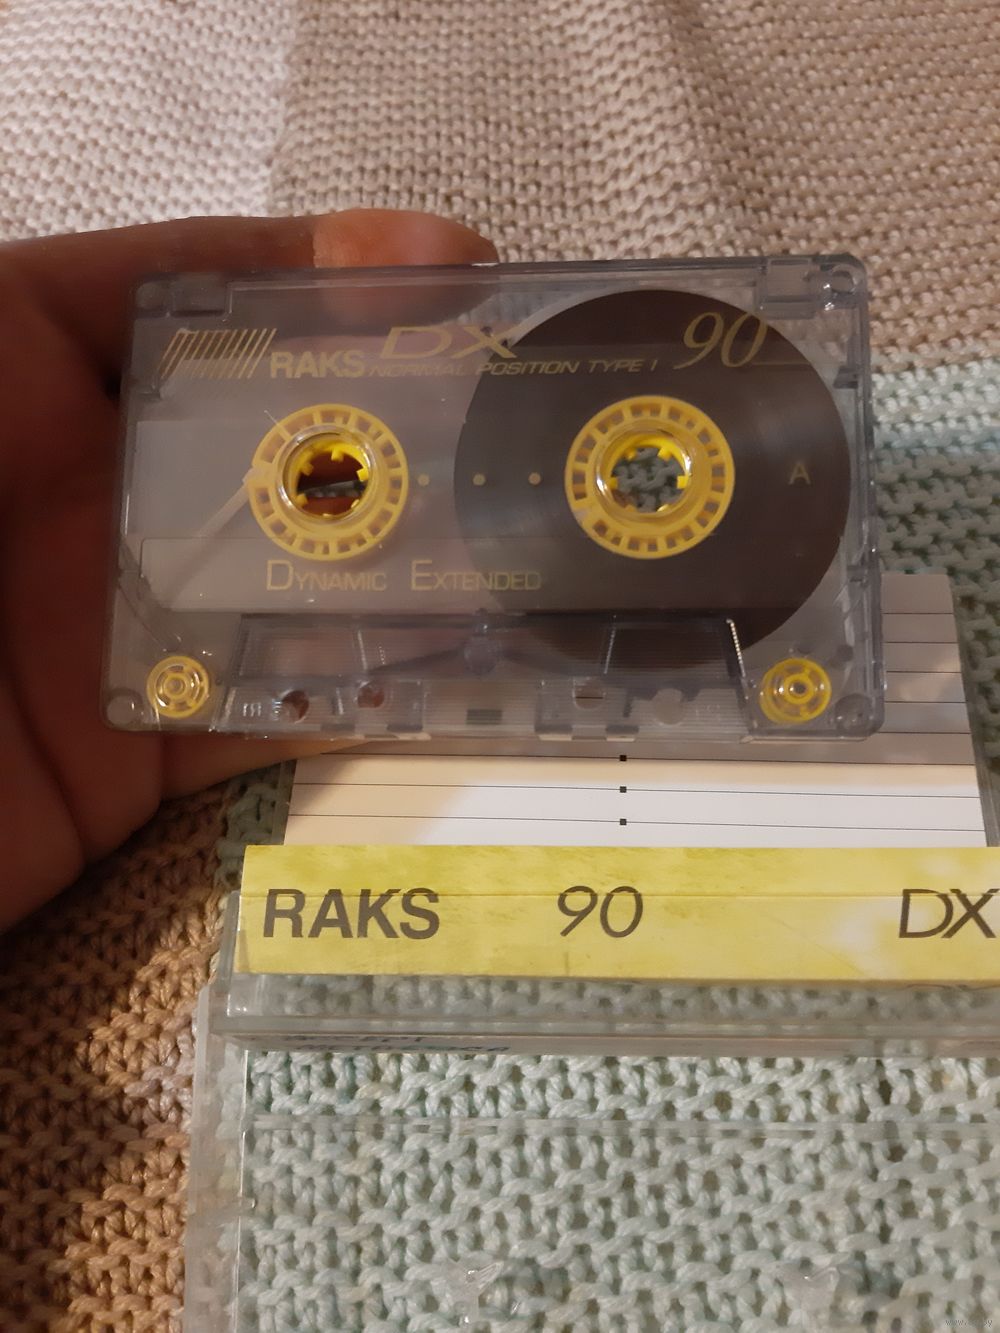 RAKS DX 90
NORMAL POSITION TYPE I
A
DYNAMIC EXTENDED
RAKS 90 DX